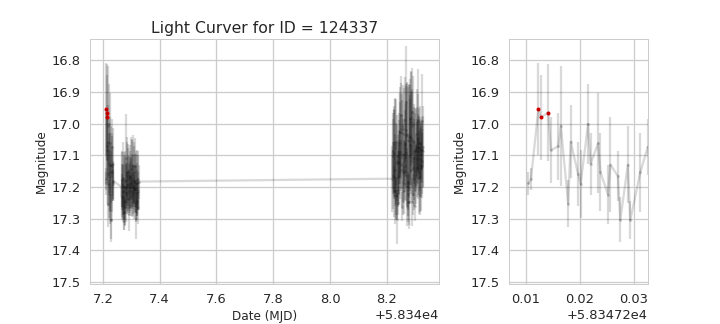 Light Curver for ID = 124337
Magnitude
16.8
16.9
17.0
17.1
17.2
17.3
17.4
17.5
7.2 7.4 7.6 7.8 8.0 8.2
Date (MJD) +5.834e4
Magnitude
16.8
16.9
17.0
17.1
17.2
17.3
17.4
17.5
0.01 0.02 0.03
+5.83472e4